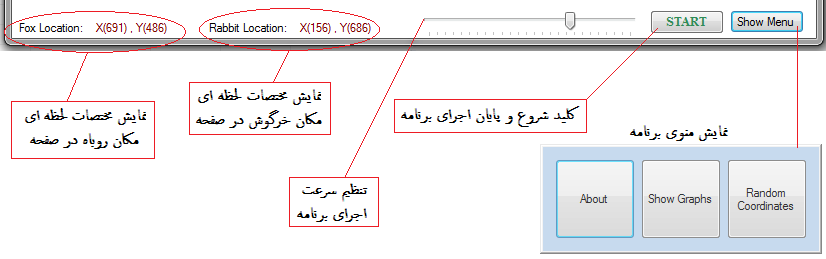 Fox Location: X(691) , Y(486) Rabbit Location: X(156) , Y(686) START Show Menu
نمایش مختصات لحظه ای
مکان روباه در صفحه
نمایش مختصات لحظه ای
مکان خرگوش در صفحه
تنظیم سرعت
اجرای برنامه
کلید شروع و پایان اجرای برنامه
نمایش منوی برنامه
About
Show Graphs
Random
Coordinates